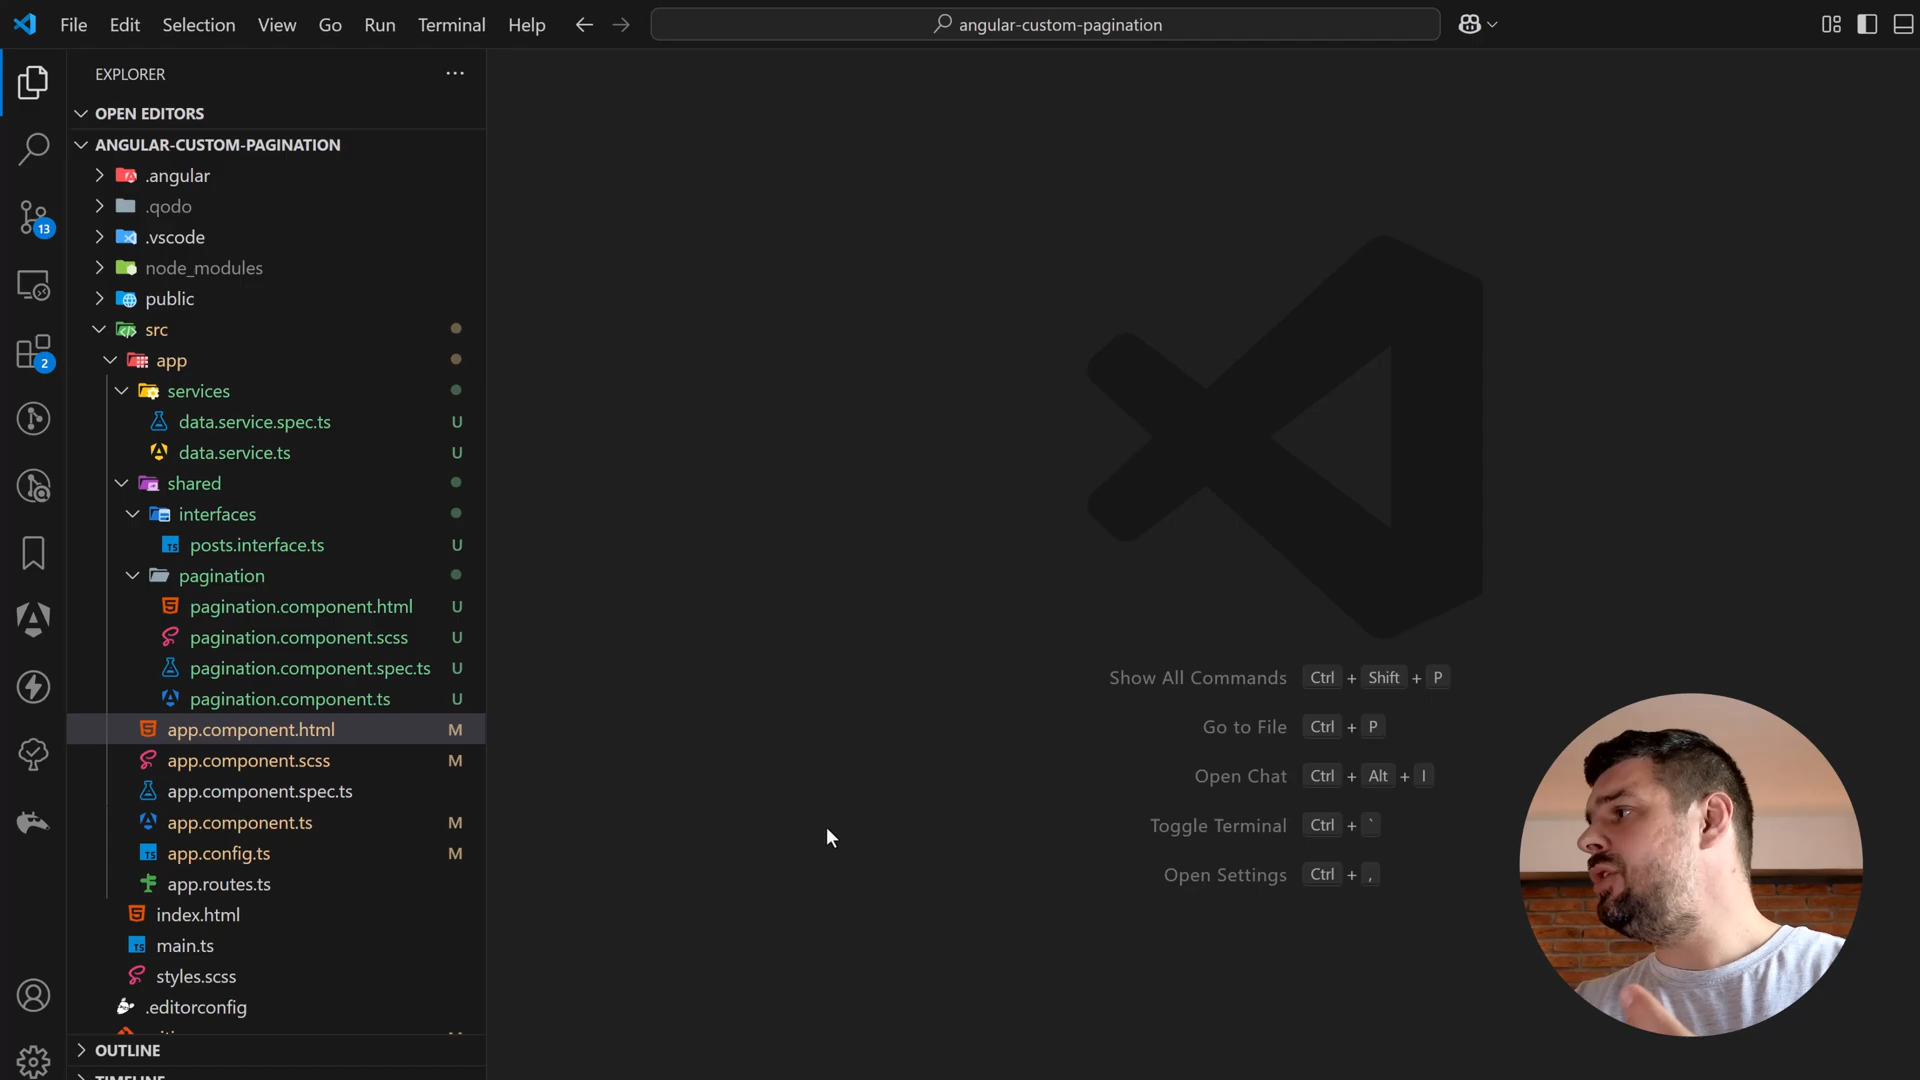 File Edit Selection View Go Run Terminal Help
angular-custom-pagination
EXPLORER
OPEN EDITORS
ANGULAR-CUSTOM-PAGINATION
.angular
.qodo
.vscode
node_modules
public
src
app
services
data.service.spec.ts U
data.service.ts U
shared
interfaces
posts.interface.ts U
pagination
pagination.component.html U
pagination.component.scss U
pagination.component.spec.ts U
pagination.component.ts U
app.component.html M
app.component.scss M
app.component.spec.ts
app.component.ts M
app.config.ts M
app.routes.ts
index.html
main.ts
styles.scss
.editorconfig
OUTLINE
TIMELINE
13
2
Show All Commands Ctrl + Shift + P
Go to File Ctrl + P
Open Chat Ctrl + Alt + I
Toggle Terminal Ctrl + `
Open Settings Ctrl + ,